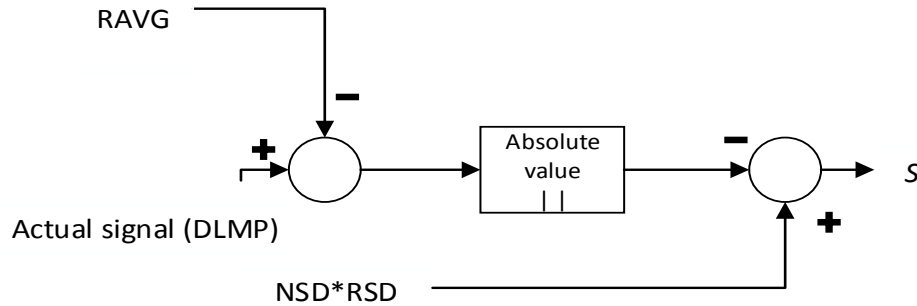 RAVG
−
+
Absolute
value
| |
−
S
+
Actual signal (DLMP)
NSD*RSD